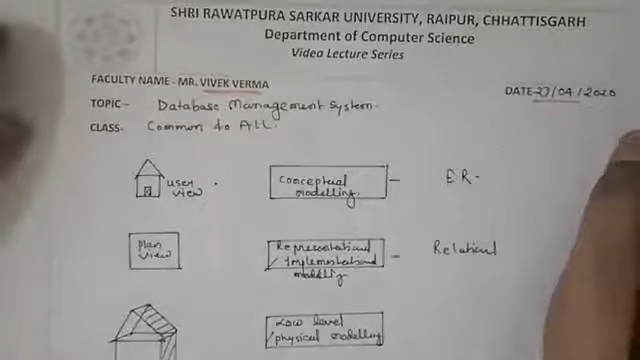 SHRI RAWATPURA SARKAR UNIVERSITY, RAIPUR, CHHATTISGARH
Department of Computer Science
Video Lecture Series
FACULTY NAME - MR. VIVEK VERMA
DATE-27/04/2020
TOPIC- Database Management System.
CLASS- Common to ALL.
user view
Conceptual
modelling.
ER-
Plan
view
Representational
/ implementational
modelling
Relational
Low level
/ physical modelling